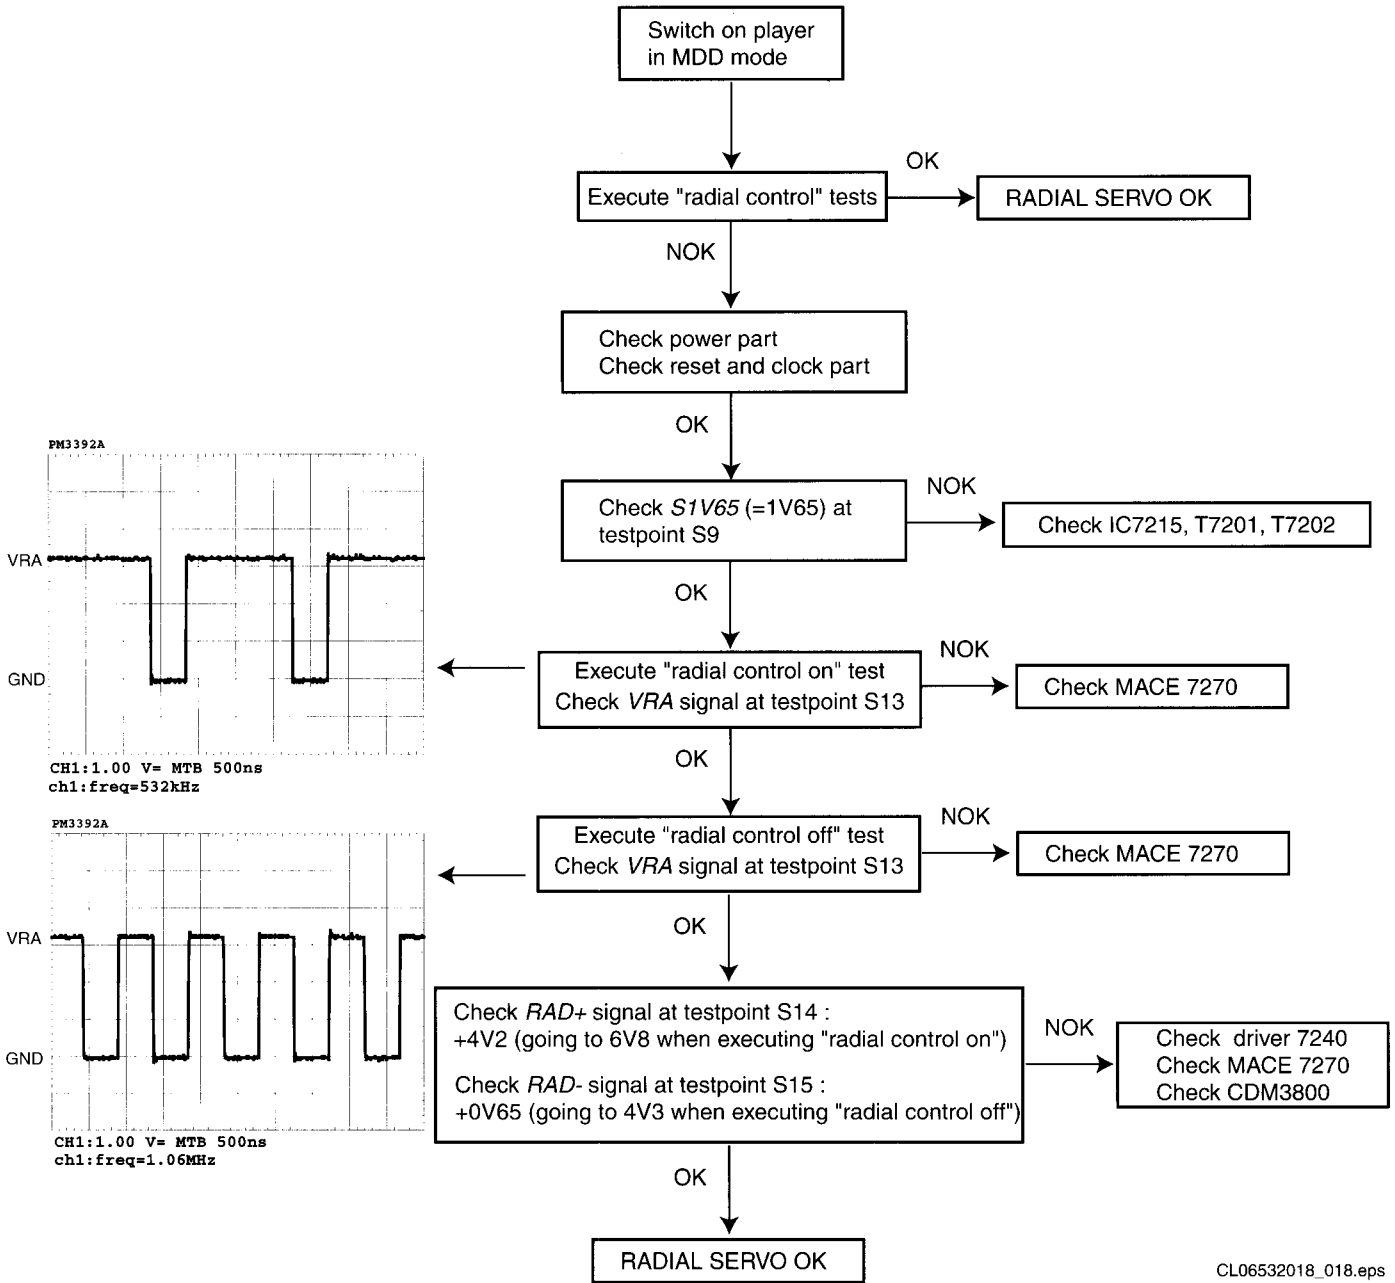 Switch on player
in MDD mode
OK
Execute "radial control" tests
RADIAL SERVO OK
NOK
Check power part
Check reset and clock part
OK
Check S1V65 (=1V65) at
testpoint S9
NOK
Check IC7215, T7201, T7202
OK
PM3392A
VRA
GND
CH1:1.00 V= MTB 500ns
ch1:freq=532kHz
Execute "radial control on" test
Check VRA signal at testpoint S13
NOK
Check MACE 7270
OK
PM3392A
VRA
GND
CH1:1.00 V= MTB 500ns
ch1:freq=1.06MHz
Execute "radial control off" test
Check VRA signal at testpoint S13
NOK
Check MACE 7270
OK
Check RAD+ signal at testpoint S14 :
+4V2 (going to 6V8 when executing "radial control on")
Check RAD- signal at testpoint S15 :
+0V65 (going to 4V3 when executing "radial control off")
NOK
Check driver 7240
Check MACE 7270
Check CDM3800
OK
RADIAL SERVO OK
CL06532018_018.eps